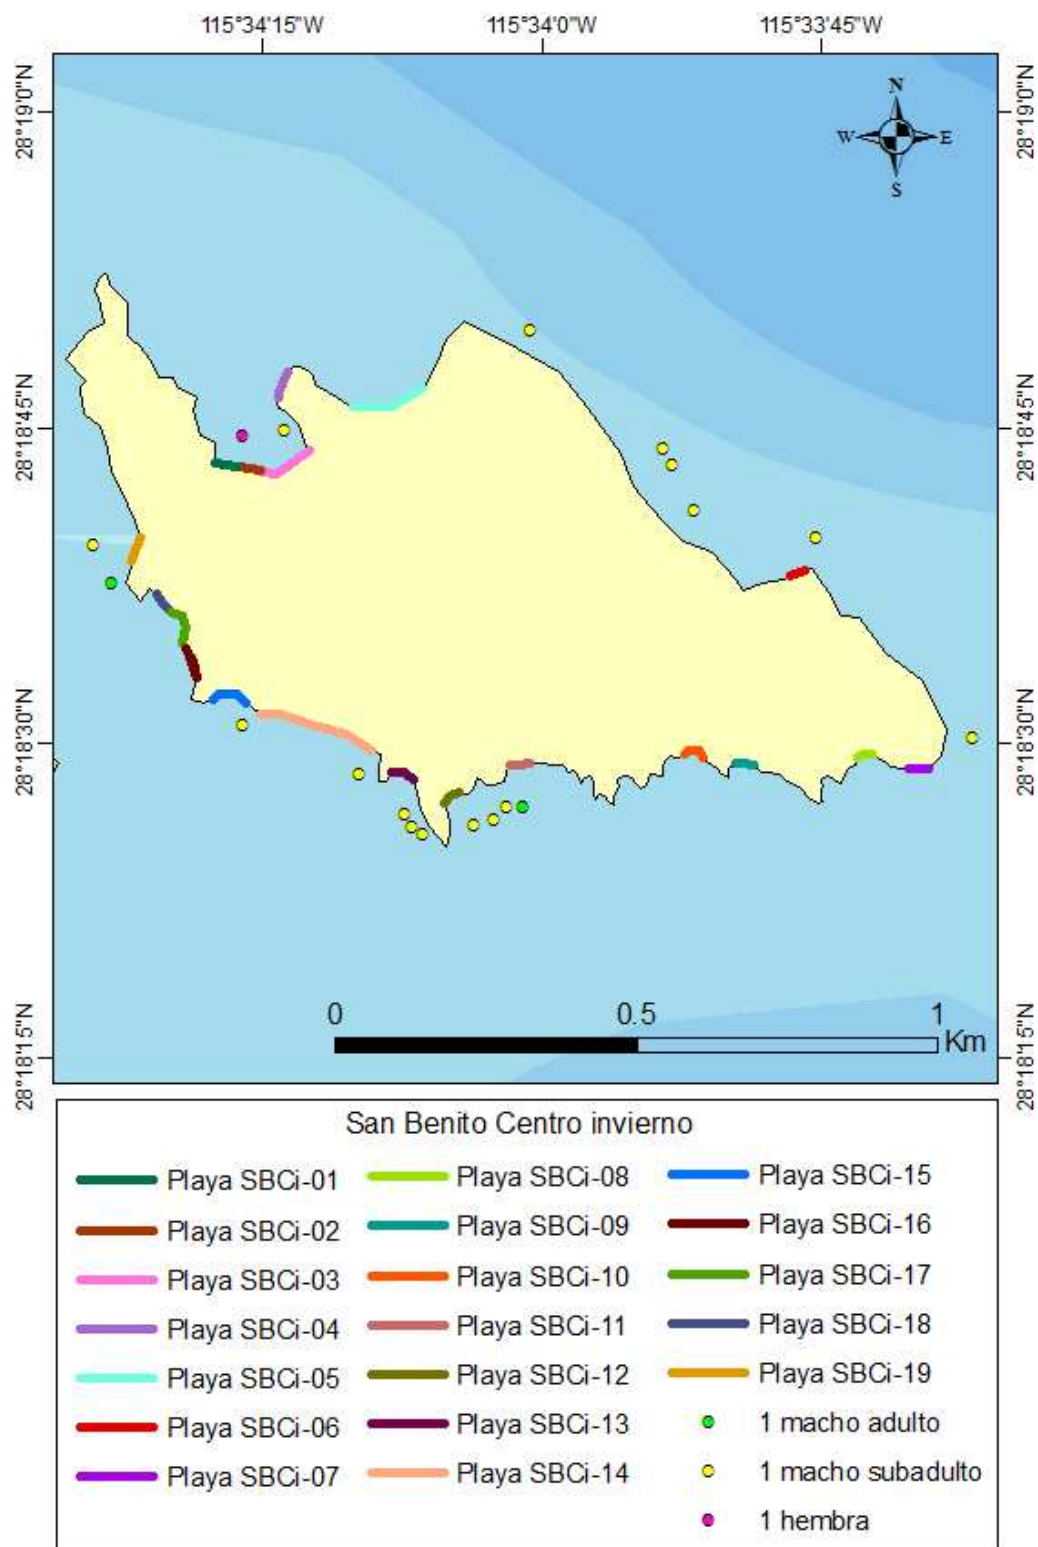 115°34'15"W 115°34'0"W 115°33'45"W
28°19'0"N 28°19'0"N
N
W E
S
28°18'45"N 28°18'45"N
28°18'30"N 28°18'30"N
0 0.5 1
Km
28°18'15"N 28°18'15"N
San Benito Centro invierno
Playa SBCi-01
Playa SBCi-02
Playa SBCi-03
Playa SBCi-04
Playa SBCi-05
Playa SBCi-06
Playa SBCi-07
Playa SBCi-08
Playa SBCi-09
Playa SBCi-10
Playa SBCi-11
Playa SBCi-12
Playa SBCi-13
Playa SBCi-14
Playa SBCi-15
Playa SBCi-16
Playa SBCi-17
Playa SBCi-18
Playa SBCi-19
1 macho adulto
1 macho subadulto
1 hembra